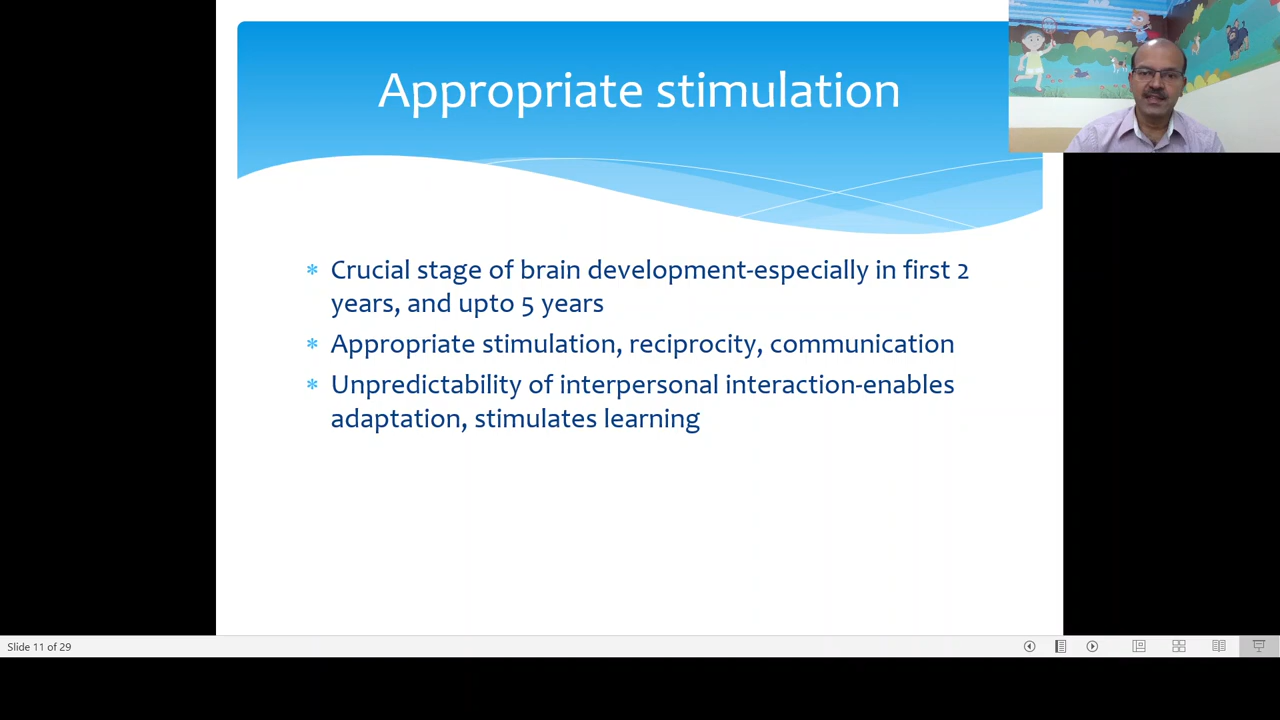 Appropriate stimulation
* Crucial stage of brain development-especially in first 2
years, and upto 5 years
* Appropriate stimulation, reciprocity, communication
* Unpredictability of interpersonal interaction-enables
adaptation, stimulates learning
Slide 11 of 29